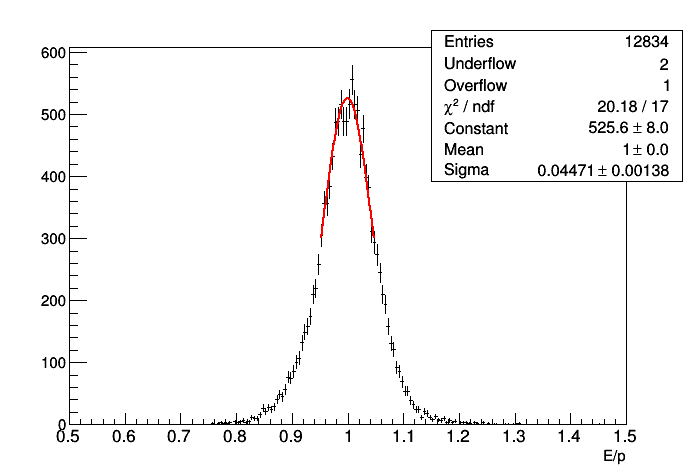 Entries 12834
Underflow 2
Overflow 1
χ² / ndf 20.18 / 17
Constant 525.6 ± 8.0
Mean 1 ± 0.0
Sigma 0.04471 ± 0.00138
600
500
400
300
200
100
0
0.5 0.6 0.7 0.8 0.9 1 1.1 1.2 1.3 1.4 1.5
E/p